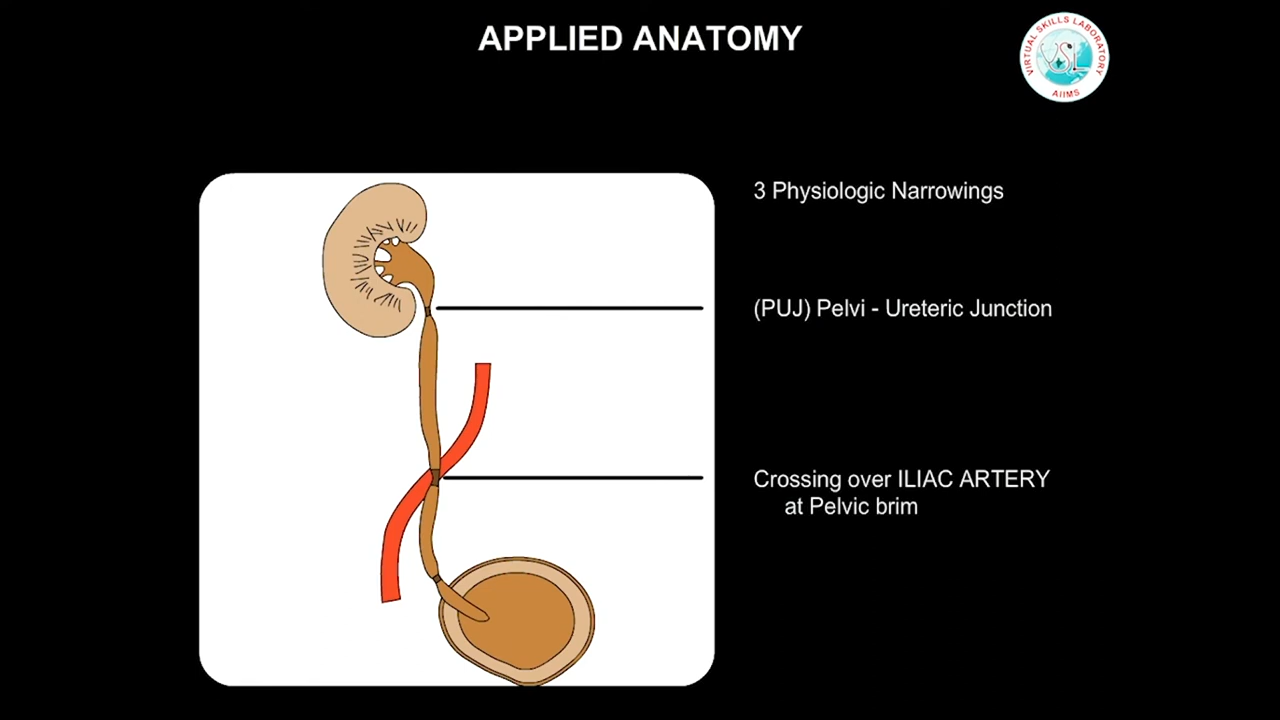 APPLIED ANATOMY
VIRTUAL SKILLS LABORATORY
VSL
AIIMS
3 Physiologic Narrowings
(PUJ) Pelvi - Ureteric Junction
Crossing over ILIAC ARTERY
at Pelvic brim